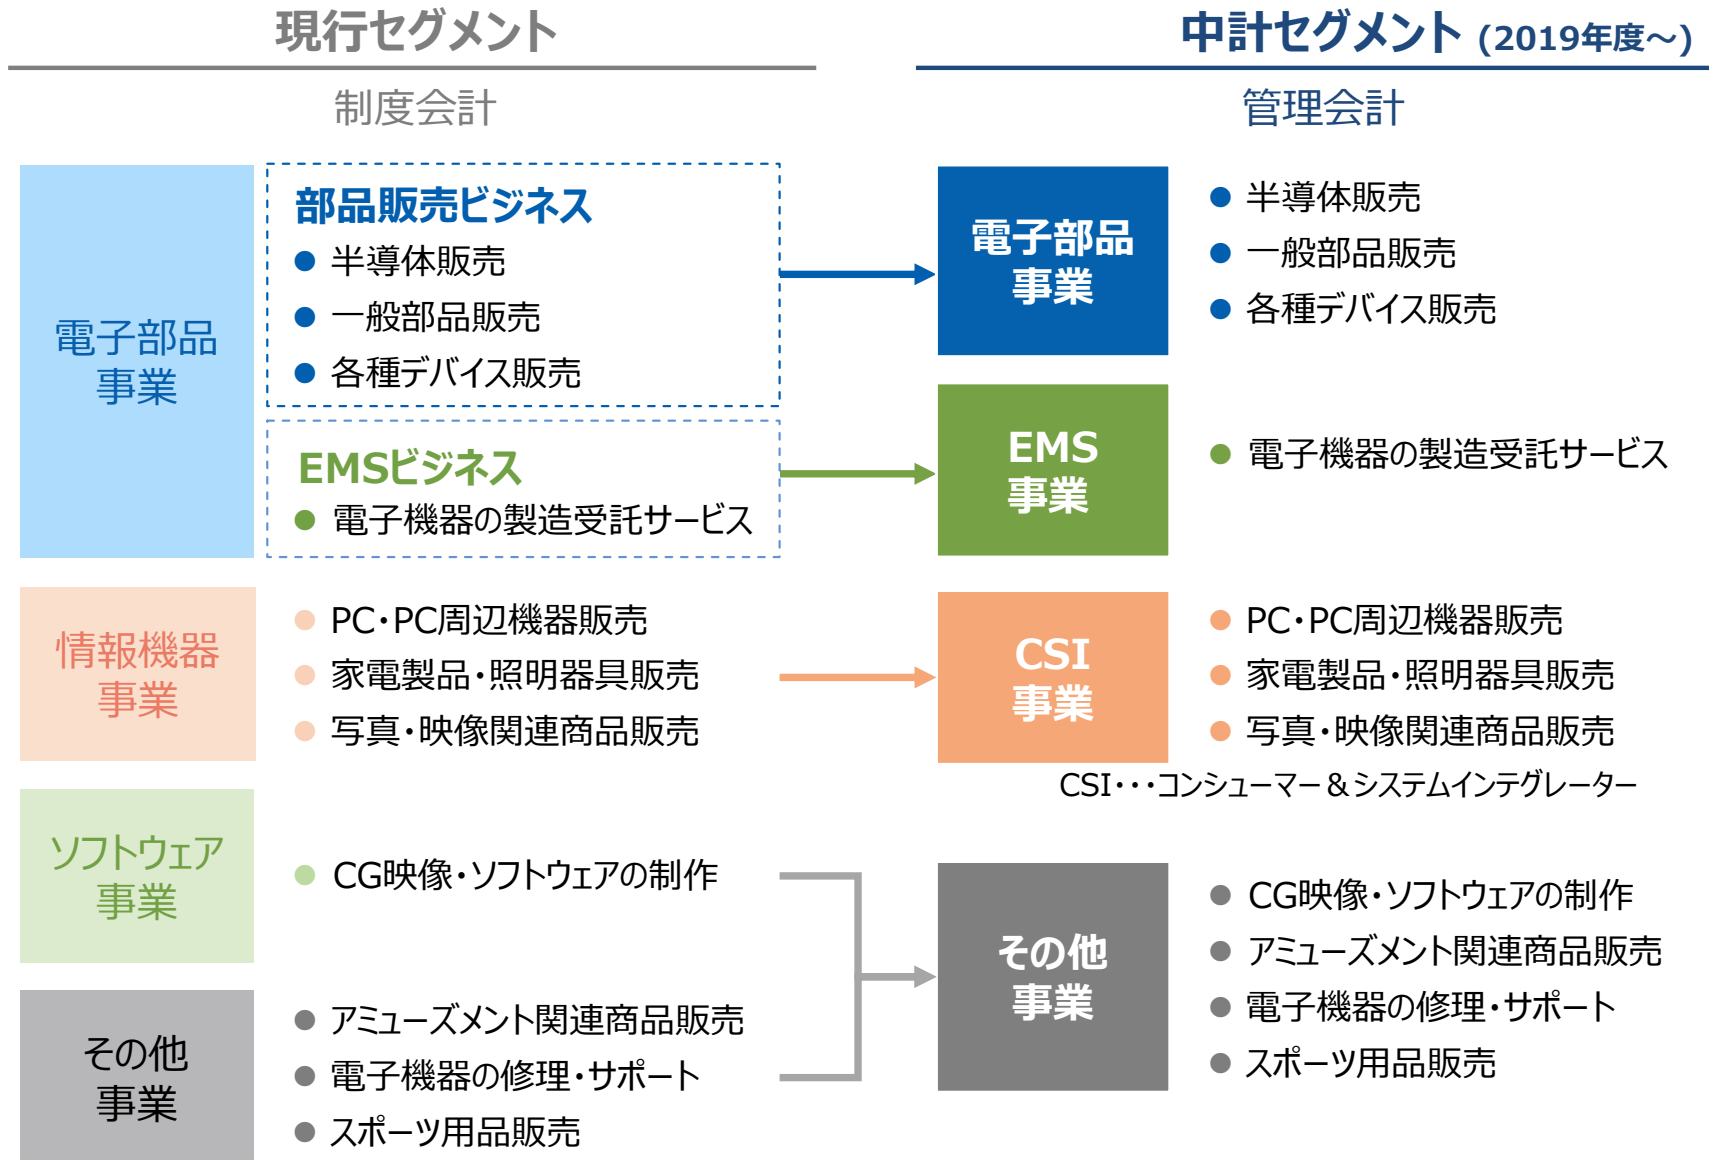 現行セグメント
中計セグメント (2019年度～)
制度会計
管理会計
電子部品
事業
部品販売ビジネス
● 半導体販売
● 一般部品販売
● 各種デバイス販売
EMSビジネス
● 電子機器の製造受託サービス
電子部品
事業
● 半導体販売
● 一般部品販売
● 各種デバイス販売
EMS
事業
● 電子機器の製造受託サービス
情報機器
事業
● PC・PC周辺機器販売
● 家電製品・照明器具販売
● 写真・映像関連商品販売
CSI
事業
● PC・PC周辺機器販売
● 家電製品・照明器具販売
● 写真・映像関連商品販売
CSI・・・コンシューマー＆システムインテグレーター
ソフトウェア
事業
● CG映像・ソフトウェアの制作
その他
事業
● アミューズメント関連商品販売
● 電子機器の修理・サポート
● スポーツ用品販売
その他
事業
● CG映像・ソフトウェアの制作
● アミューズメント関連商品販売
● 電子機器の修理・サポート
● スポーツ用品販売